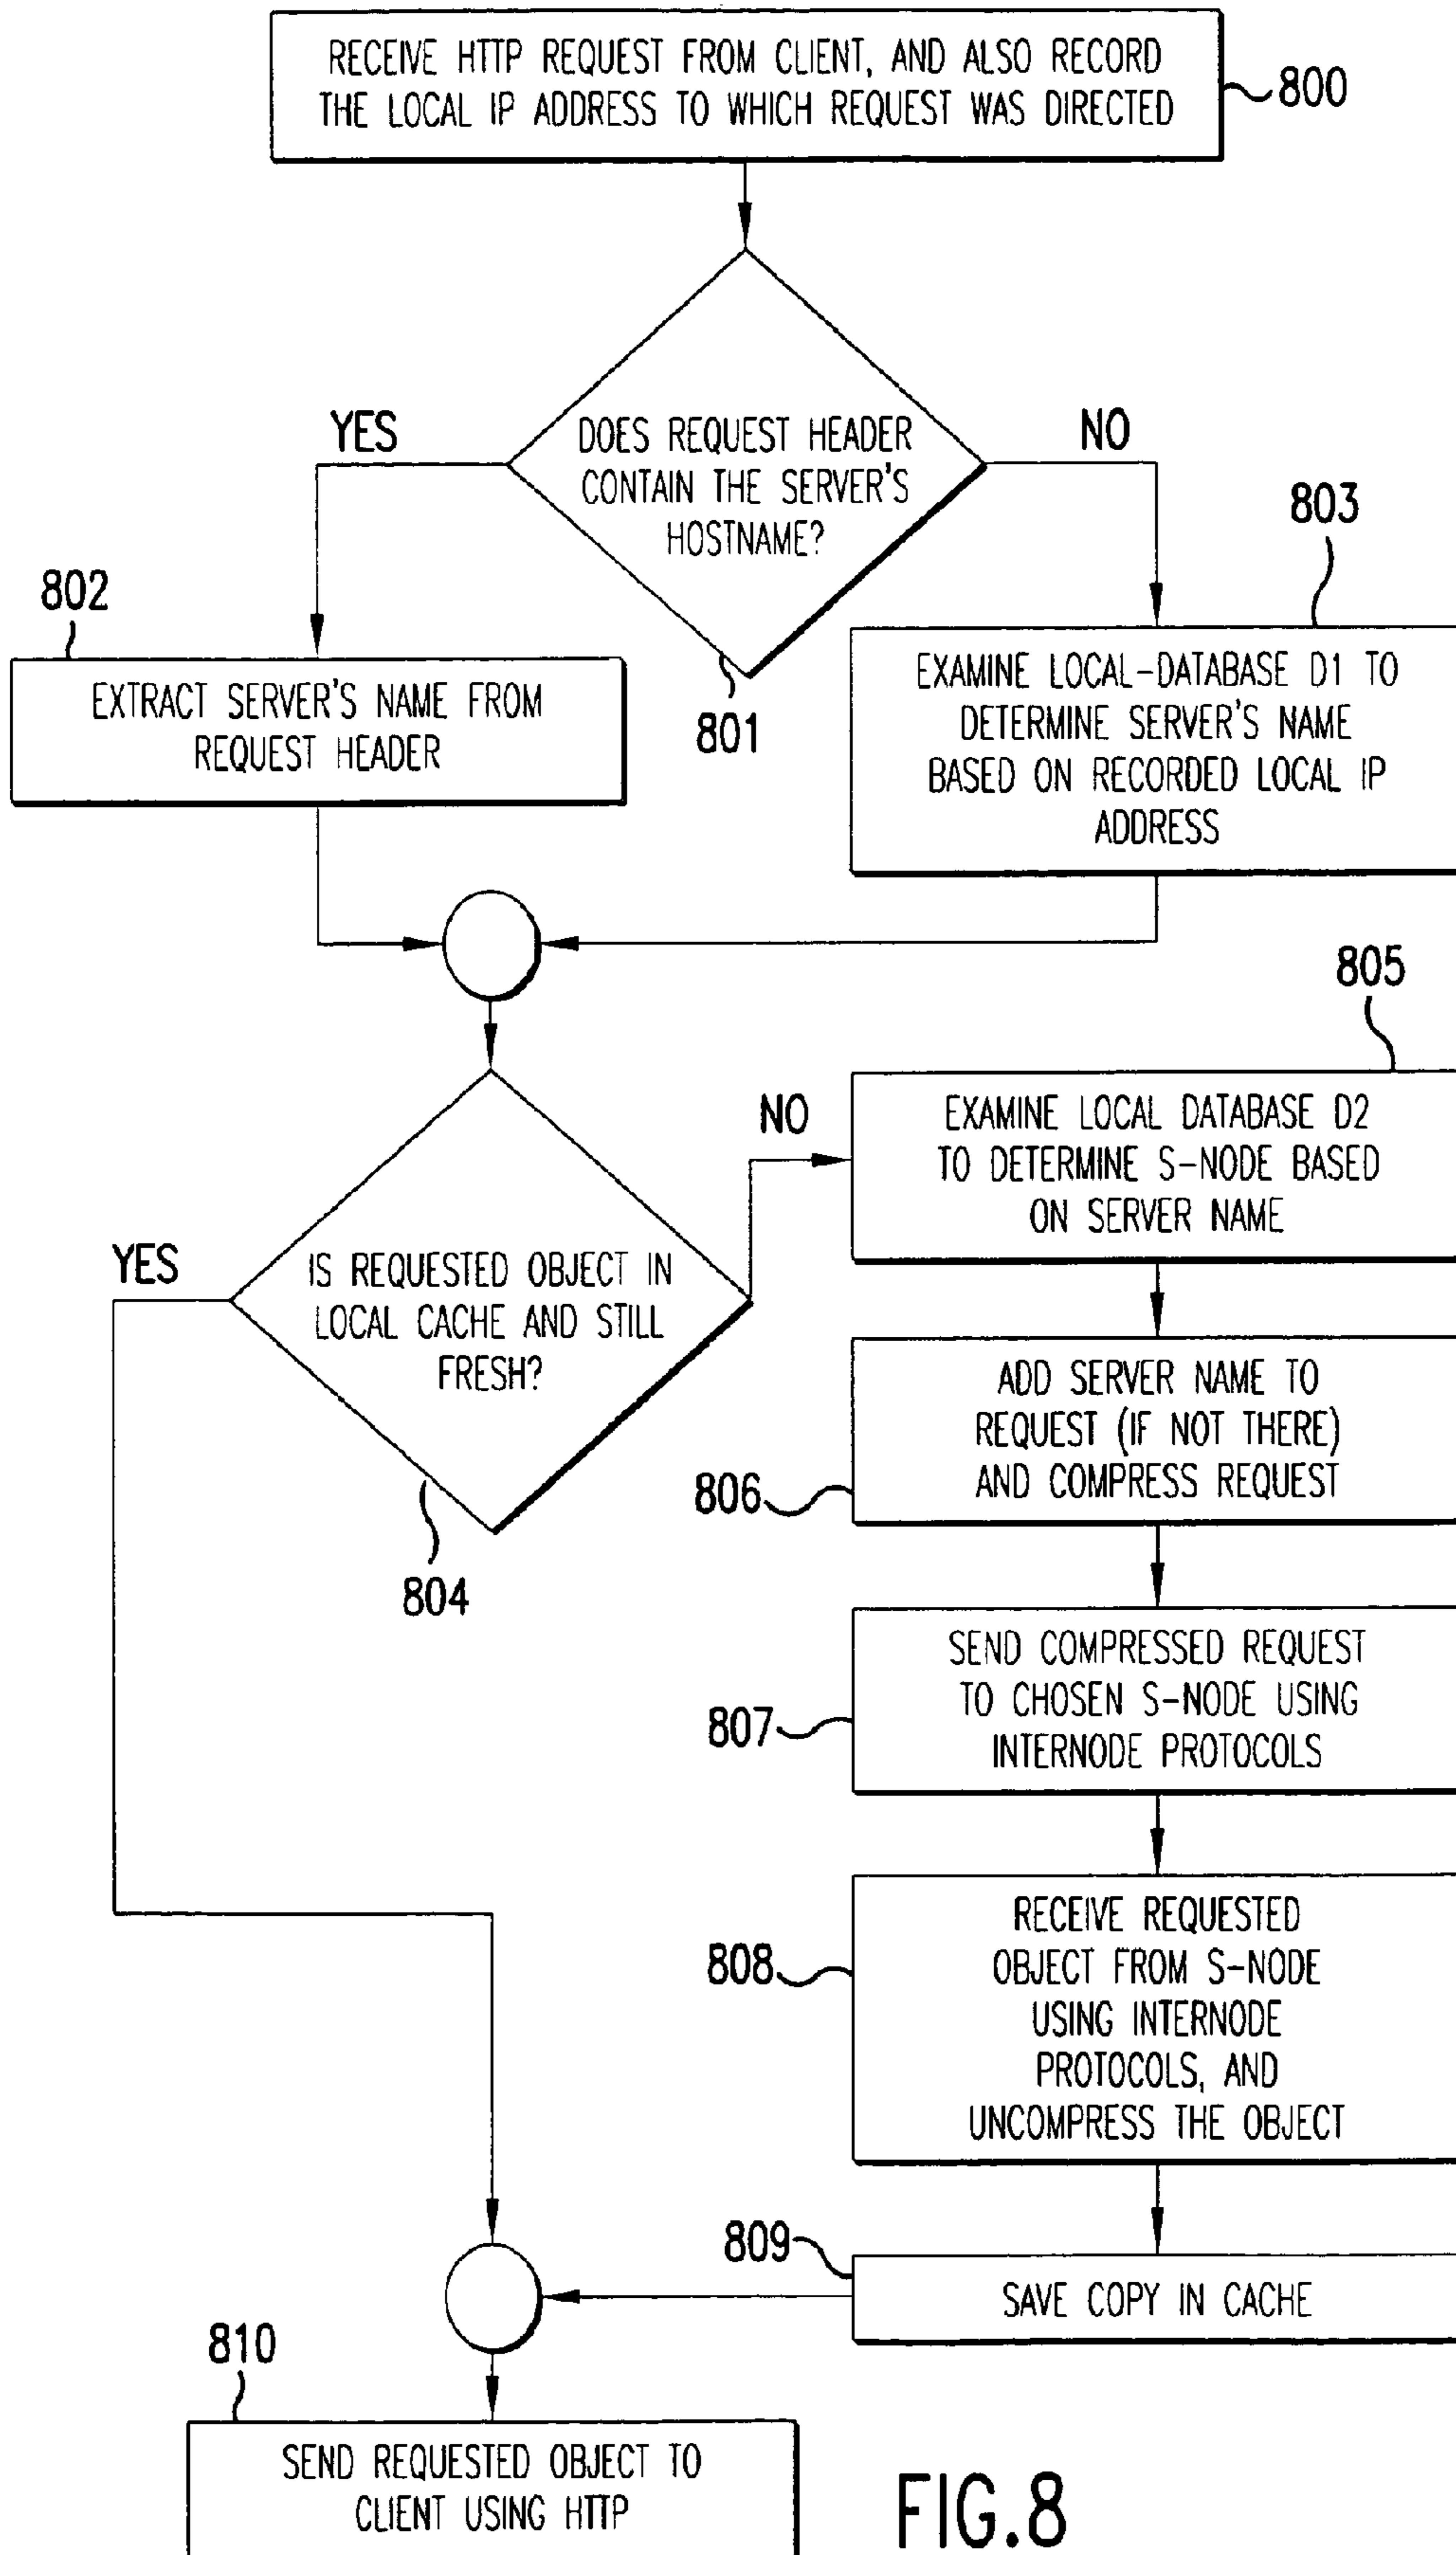 RECEIVE HTTP REQUEST FROM CLIENT, AND ALSO RECORD
THE LOCAL IP ADDRESS TO WHICH REQUEST WAS DIRECTED
800
YES
DOES REQUEST HEADER
CONTAIN THE SERVER'S
HOSTNAME?
NO
801
802
EXTRACT SERVER'S NAME FROM
REQUEST HEADER
803
EXAMINE LOCAL-DATABASE D1 TO
DETERMINE SERVER'S NAME
BASED ON RECORDED LOCAL IP
ADDRESS
YES
IS REQUESTED OBJECT IN
LOCAL CACHE AND STILL
FRESH?
NO
804
805
EXAMINE LOCAL DATABASE D2
TO DETERMINE S-NODE BASED
ON SERVER NAME
ADD SERVER NAME TO
REQUEST (IF NOT THERE)
AND COMPRESS REQUEST
806
SEND COMPRESSED REQUEST
TO CHOSEN S-NODE USING
INTERNODE PROTOCOLS
807
RECEIVE REQUESTED
OBJECT FROM S-NODE
USING INTERNODE
PROTOCOLS, AND
UNCOMPRESS THE OBJECT
808
809
SAVE COPY IN CACHE
810
SEND REQUESTED OBJECT TO
CLIENT USING HTTP
FIG.8